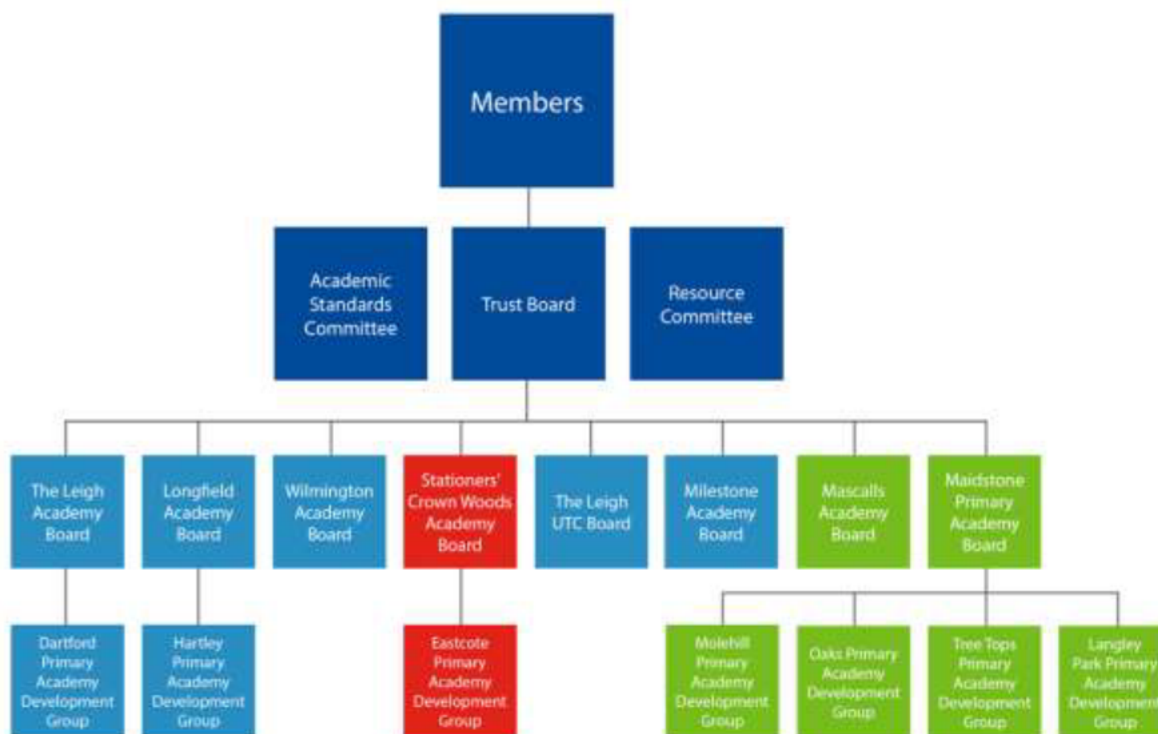 Members
Academic
Standards
Committee
Trust Board
Resource
Committee
The Leigh
Academy
Board
Longfield
Academy
Board
Wilmington
Academy
Board
Stationers'
Crown Woods
Academy
Board
The Leigh
UTC Board
Milestone
Academy
Board
Mascalls
Academy
Board
Maidstone
Primary
Academy
Board
Dartford
Primary
Academy
Development
Group
Hartley
Primary
Academy
Development
Group
Eastcote
Primary
Academy
Development
Group
Molehill
Primary
Academy
Development
Group
Oaks Primary
Academy
Development
Group
Tree Tops
Primary
Academy
Development
Group
Langley
Park Primary
Academy
Development
Group